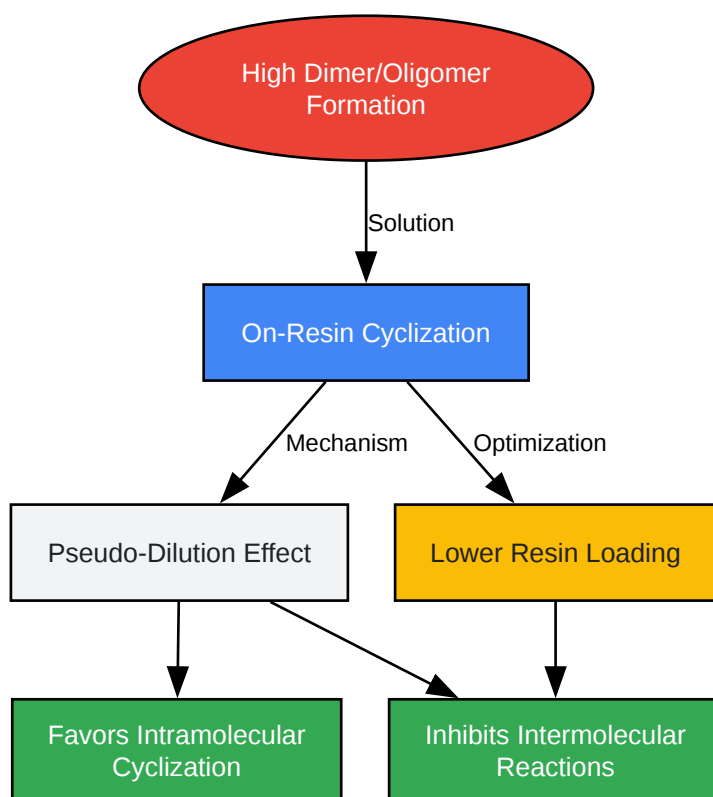 High Dimer/Oligomer
Formation
Solution
On-Resin Cyclization
Mechanism
Optimization
Pseudo-Dilution Effect
Lower Resin Loading
Favors Intramolecular
Cyclization
Inhibits Intermolecular
Reactions